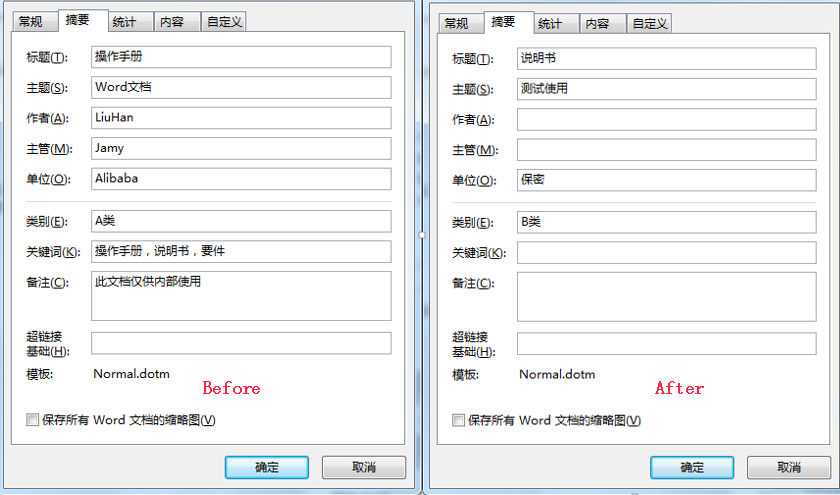 常规 摘要 统计 内容 自定义
标题(T): 操作手册
主题(S): Word文档
作者(A): LiuHan
主管(M): Jamy
单位(O): Alibaba
类别(E): A类
关键词(K): 操作手册，说明书，要件
备注(C): 此文档仅供内部使用
超链接
基础(H):
模板: Normal.dotm
Before
保存所有 Word 文档的缩略图(V)
确定 取消
常规 摘要 统计 内容 自定义
标题(T): 说明书
主题(S): 测试使用
作者(A):
主管(M):
单位(O): 保密
类别(E): B类
关键词(K):
备注(C):
超链接
基础(H):
模板: Normal.dotm
After
保存所有 Word 文档的缩略图(V)
确定 取消